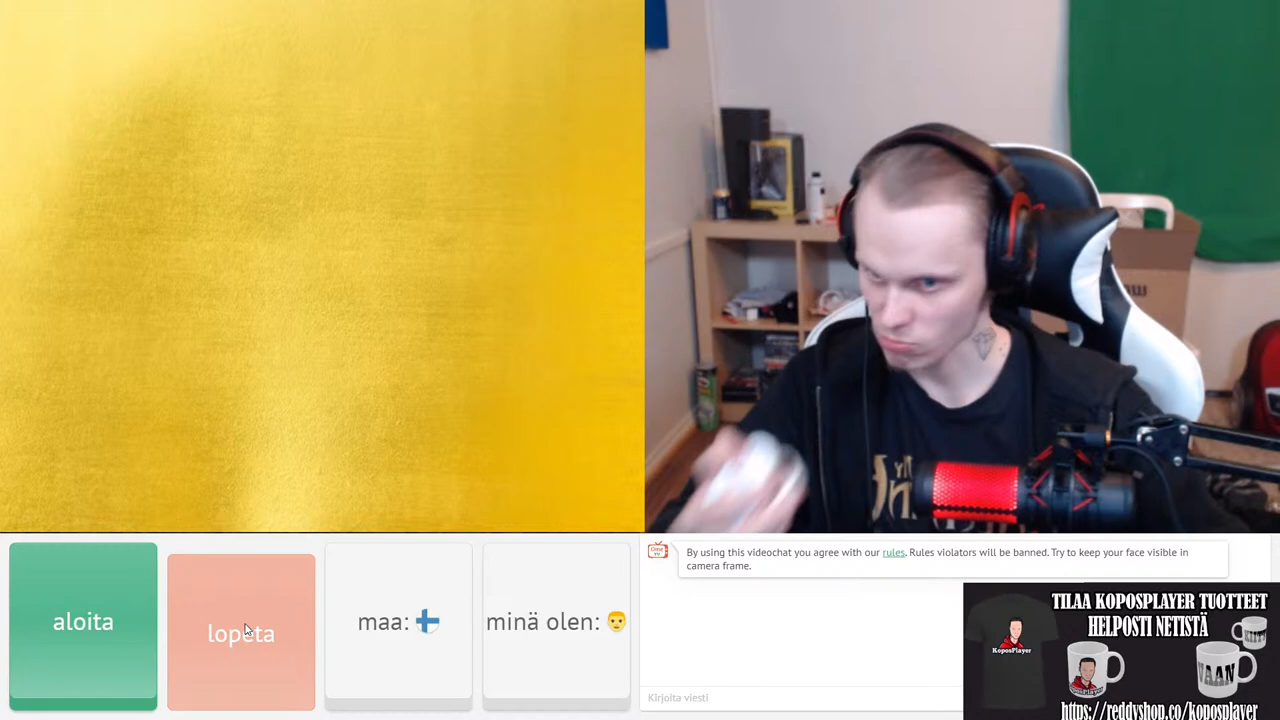 By using this videochat you agree with our rules. Rules violators will be banned. Try to keep your face visible in
camera frame.
aloita
lopeta
maa:
minä olen:
Kirjoita viesti
TILAA KOPOSPLAYER TUOTTEET
HELPOSTI NETISTÄ
KoposPlayer
VAAN
https://reddyshop.co/koposplayer